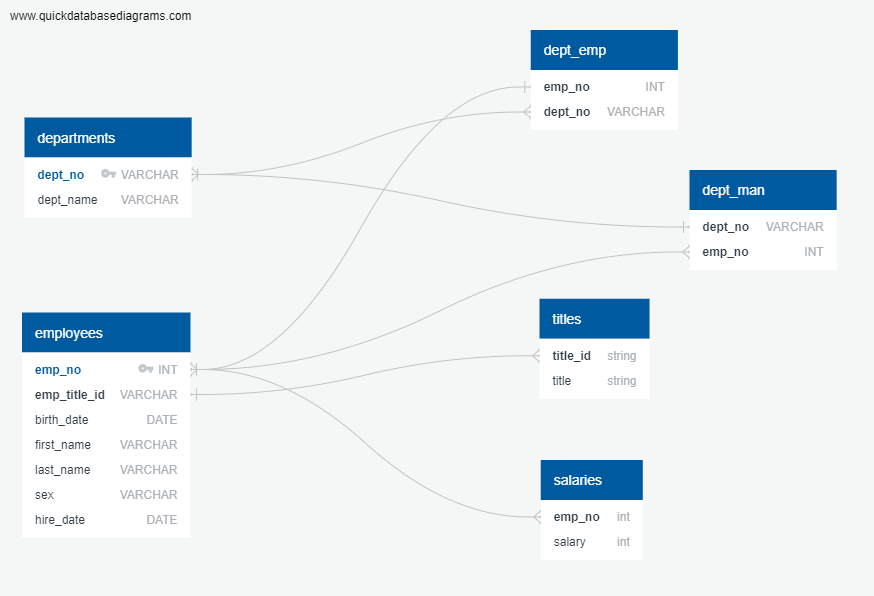 www.quickdatabasediagrams.com
dept_emp
emp_no INT
dept_no VARCHAR
departments
dept_no VARCHAR
dept_name VARCHAR
dept_man
dept_no VARCHAR
emp_no INT
employees
emp_no INT
emp_title_id VARCHAR
birth_date DATE
first_name VARCHAR
last_name VARCHAR
sex VARCHAR
hire_date DATE
titles
title_id string
title string
salaries
emp_no int
salary int